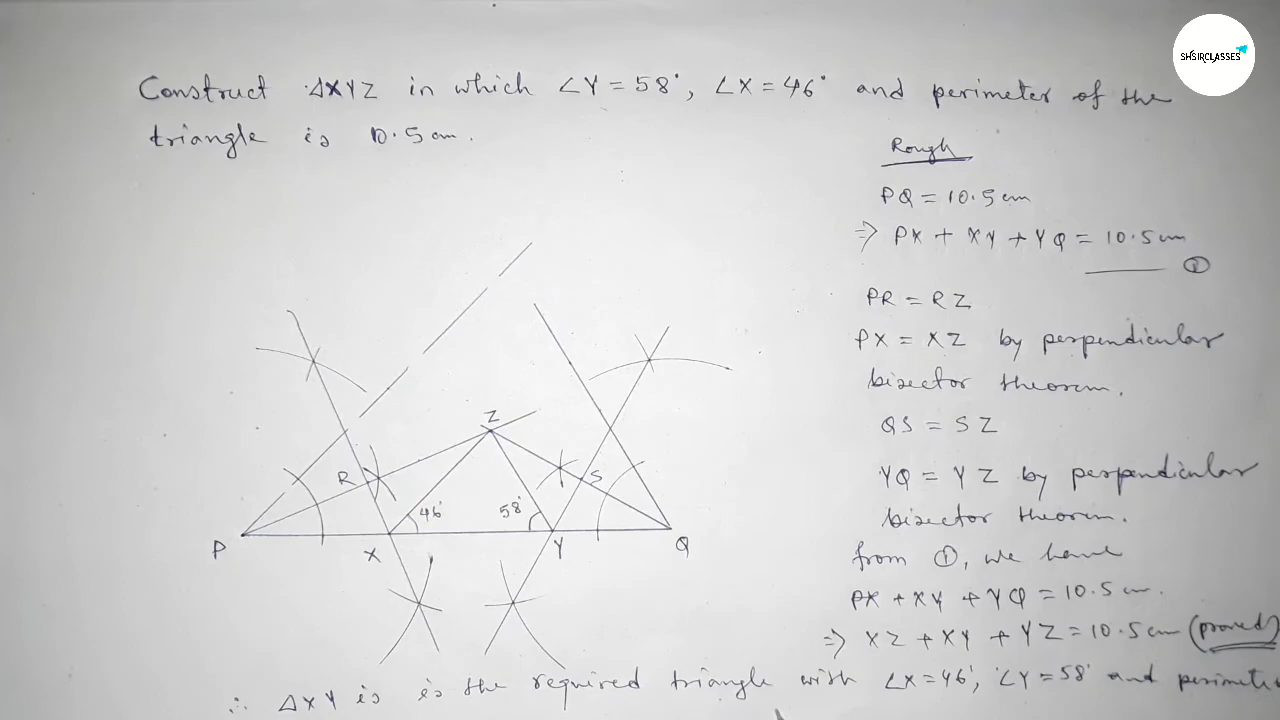 SHSIRCLASSES
Construct ΔXYZ in which ∠Y = 58°, ∠X = 46° and perimeter of the
triangle is 10.5 cm.
Rough
PQ = 10.5 cm
⇒ PX + XY + YQ = 10.5 cm
①
PR = RZ
PX = XZ by perpendicular
bisector theorem.
QS = SZ
YQ = YZ by perpendicular
bisector theorem.
from ①, we have
PX + XY + YQ = 10.5 cm.
⇒ XZ + XY + YZ = 10.5 cm (proved)
Z
R
S
46°
58°
P
X
Y
Q
∴ ΔXY is is the required triangle with ∠X = 46°, ∠Y = 58° and perimeter